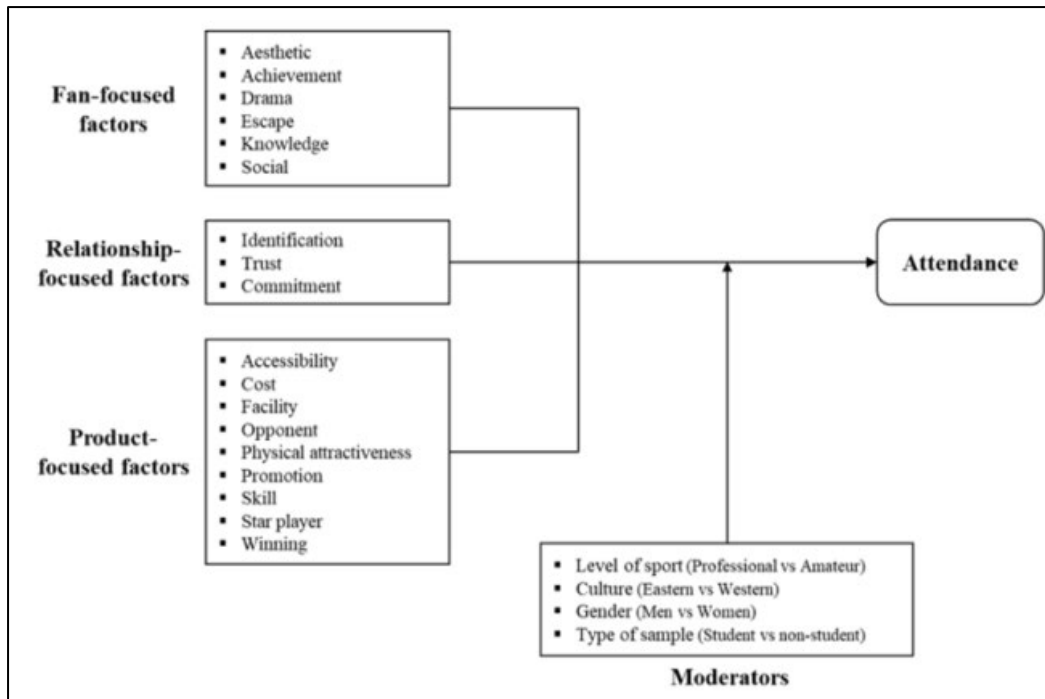 Fan-focused
factors
▪ Aesthetic
▪ Achievement
▪ Drama
▪ Escape
▪ Knowledge
▪ Social
Relationship-
focused factors
▪ Identification
▪ Trust
▪ Commitment
Attendance
Product-
focused factors
▪ Accessibility
▪ Cost
▪ Facility
▪ Opponent
▪ Physical attractiveness
▪ Promotion
▪ Skill
▪ Star player
▪ Winning
▪ Level of sport (Professional vs Amateur)
▪ Culture (Eastern vs Western)
▪ Gender (Men vs Women)
▪ Type of sample (Student vs non-student)
Moderators